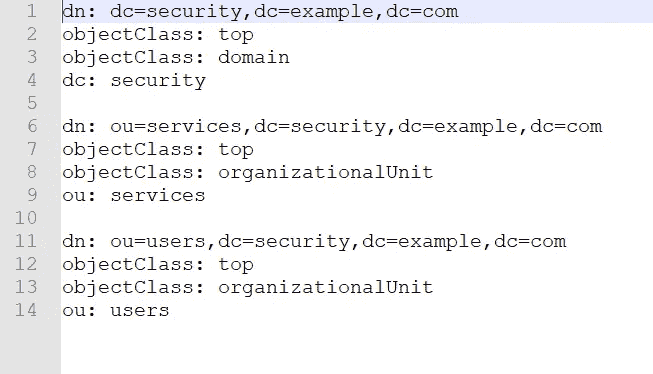 1 dn: dc=security,dc=example,dc=com
2 objectClass: top
3 objectClass: domain
4 dc: security
5
6 dn: ou=services,dc=security,dc=example,dc=com
7 objectClass: top
8 objectClass: organizationalUnit
9 ou: services
10
11 dn: ou=users,dc=security,dc=example,dc=com
12 objectClass: top
13 objectClass: organizationalUnit
14 ou: users